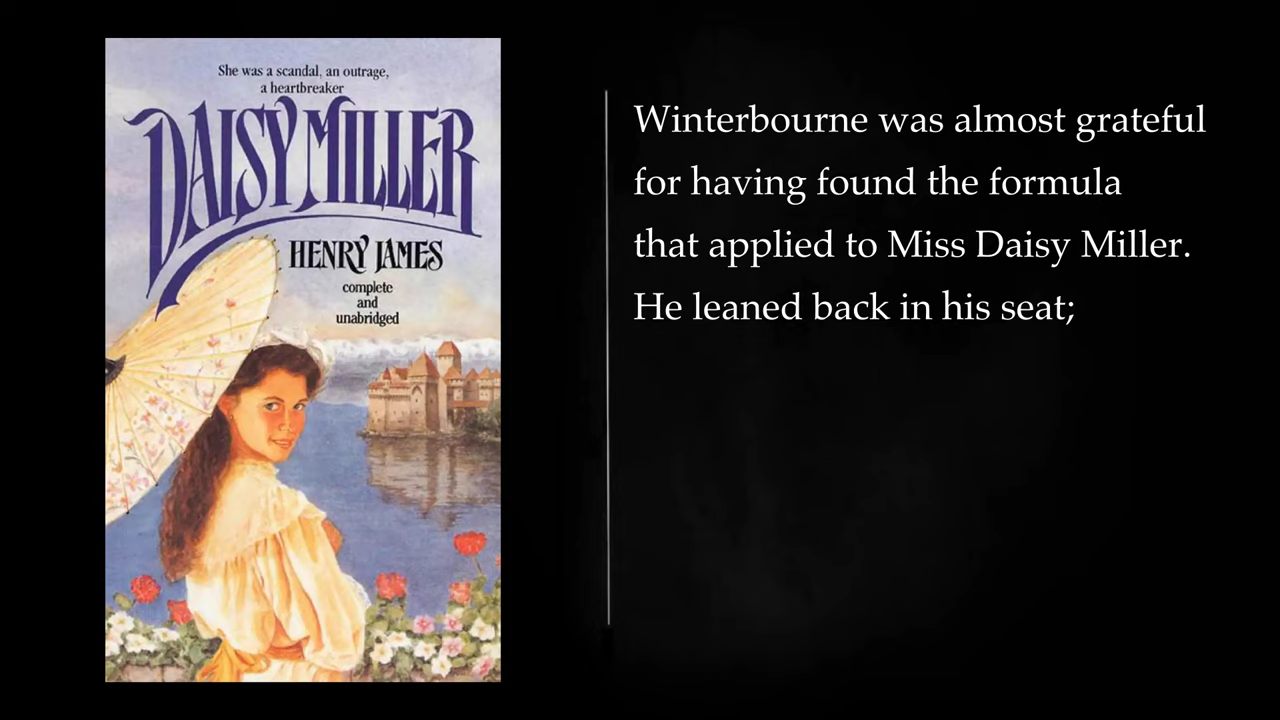 She was a scandal, an outrage,
a heartbreaker
DAISY MILLER
HENRY JAMES
complete
and
unabridged
Winterbourne was almost grateful
for having found the formula
that applied to Miss Daisy Miller.
He leaned back in his seat;